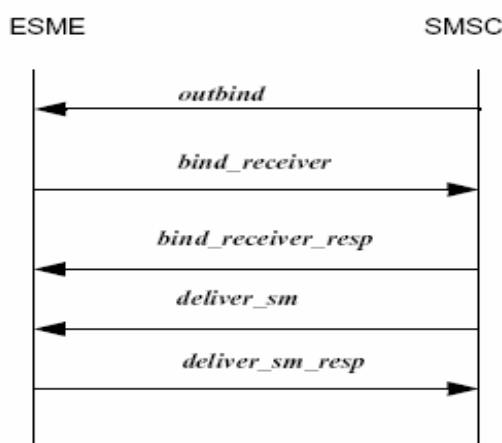 ESME
SMSC
outbind
bind_receiver
bind_receiver_resp
deliver_sm
deliver_sm_resp